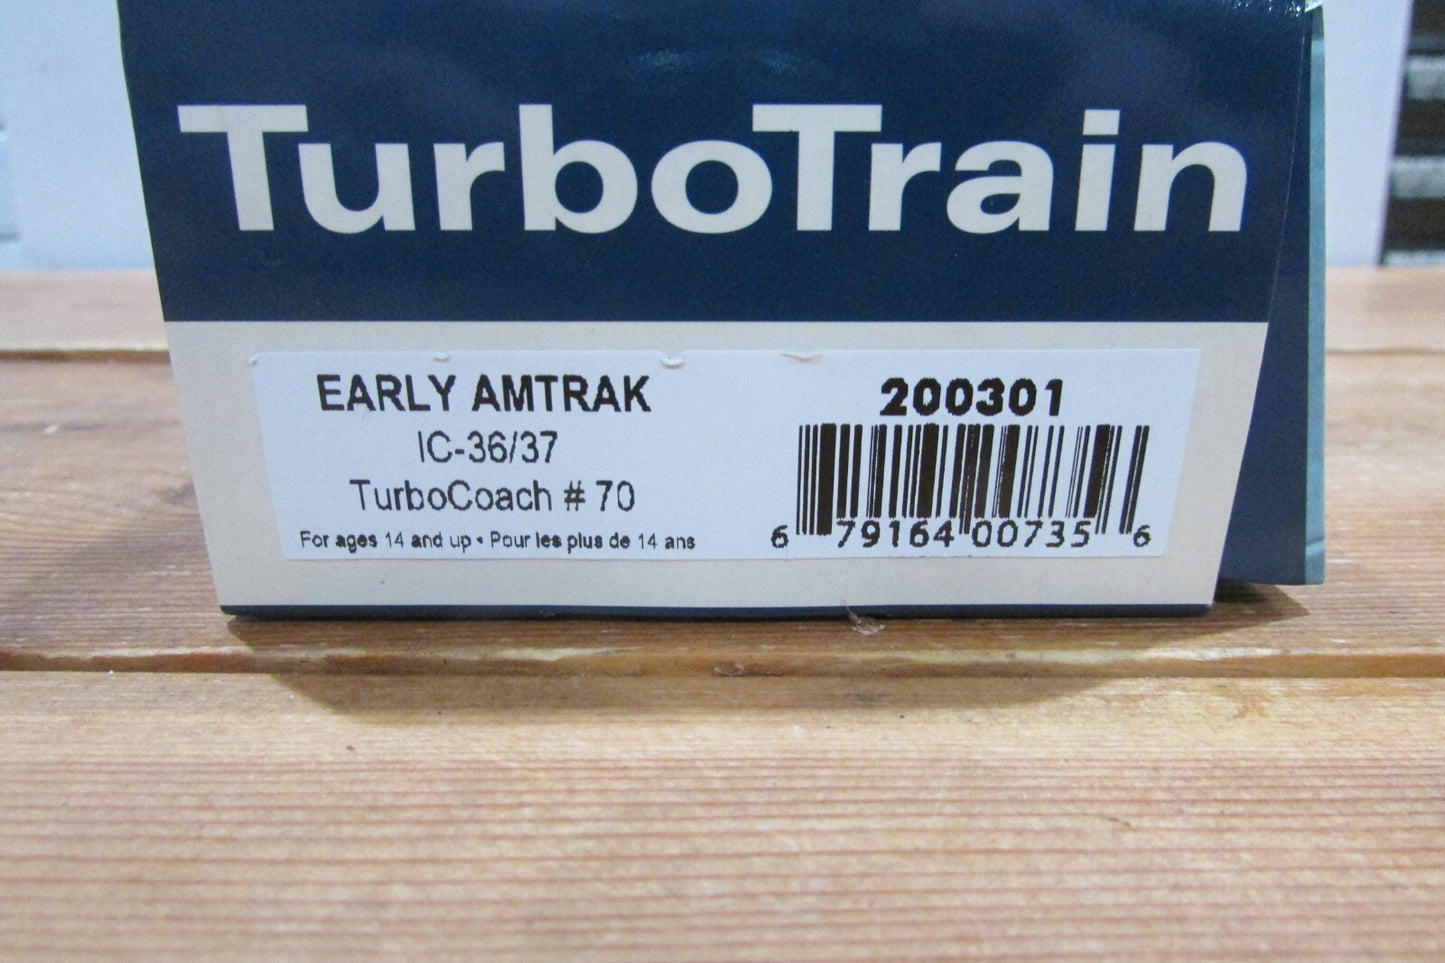 TurboTrain
EARLY AMTRAK
IC-36/37
TurboCoach # 70
For ages 14 and up • Pour les plus de 14 ans
200301
6 79164 00735 6